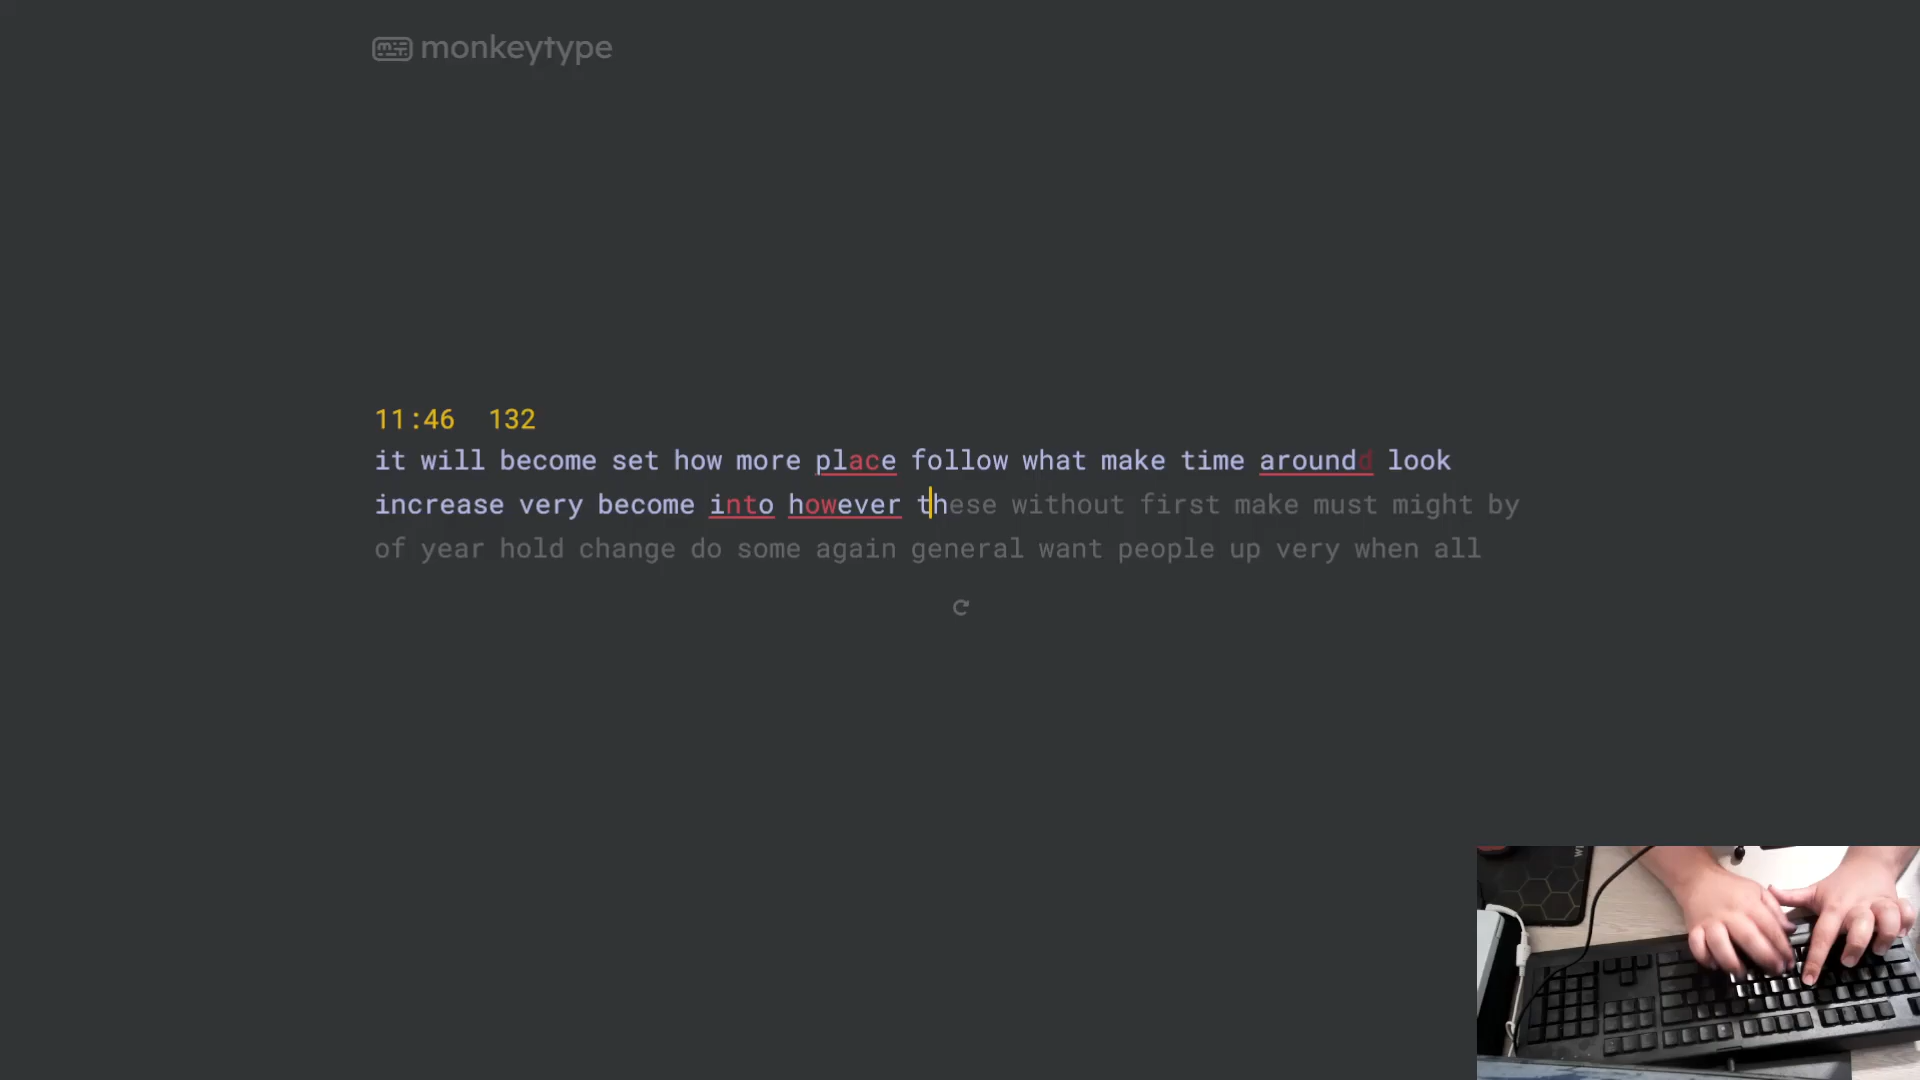 monkeytype
11:46 132
it will become set how more place follow what make time aroundd look
increase very become into however these without first make must might by
of year hold change do some again general want people up very when all